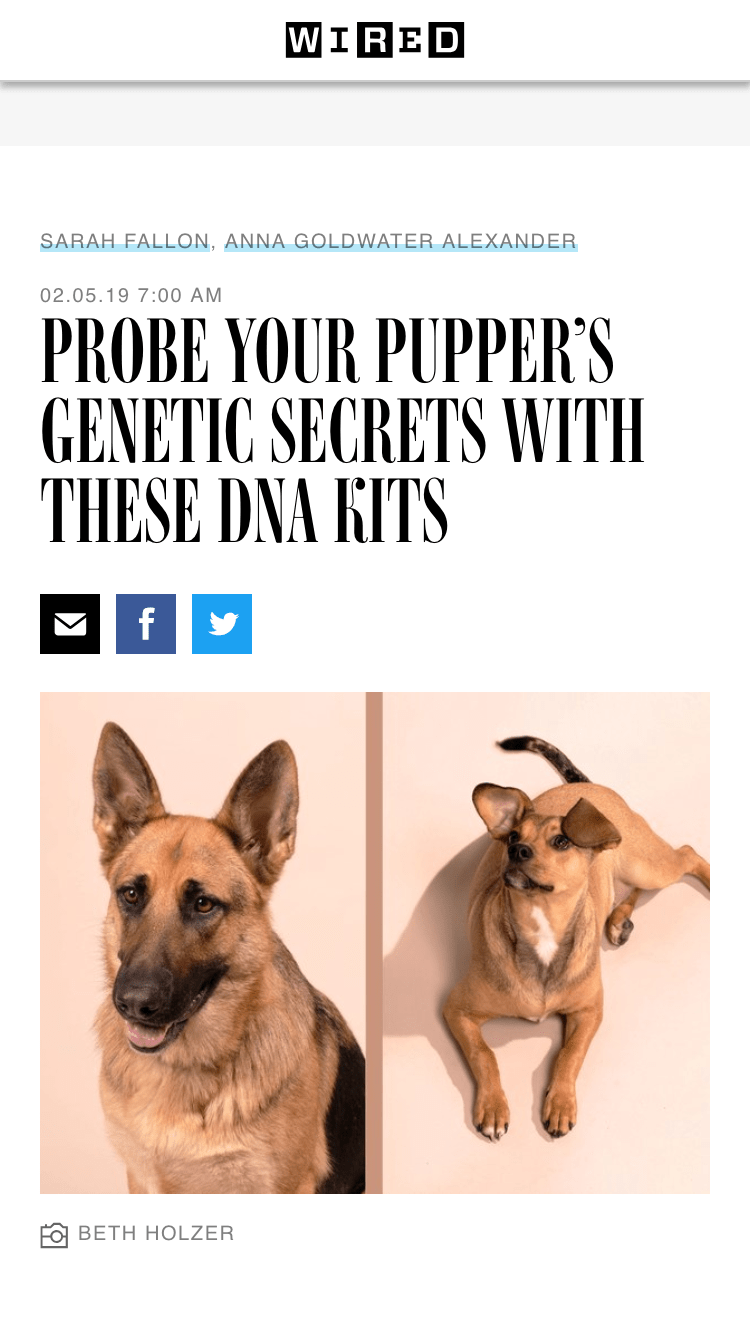 WIRED
SARAH FALLON, ANNA GOLDWATER ALEXANDER
02.05.19 7:00 AM
PROBE YOUR PUPPER’S
GENETIC SECRETS WITH
THESE DNA KITS
f
BETH HOLZER